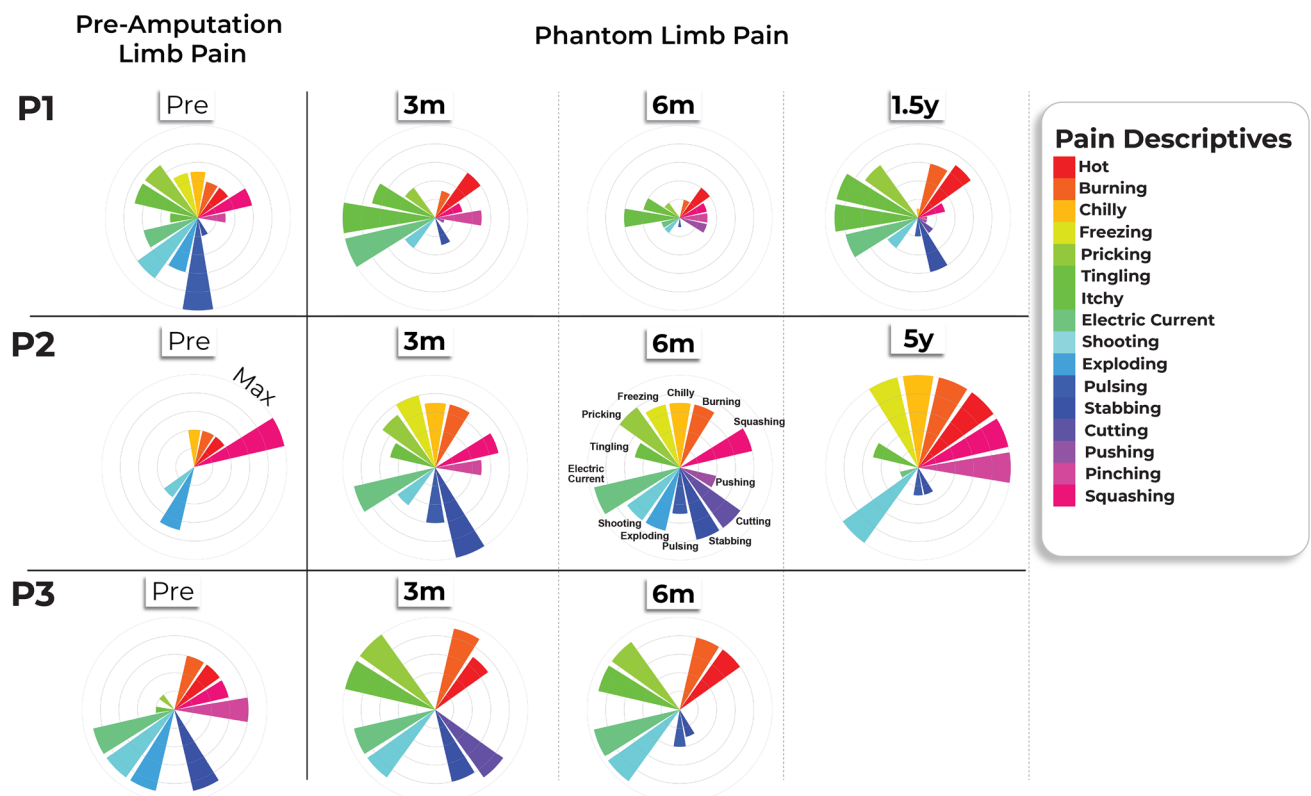 Pre-Amputation
Limb Pain
Phantom Limb Pain
P1
Pre
3m
6m
1.5y
Pain Descriptives
Hot
Burning
Chilly
Freezing
Pricking
Tingling
Itchy
Electric Current
Shooting
Exploding
Pulsing
Stabbing
Cutting
Pushing
Pinching
Squashing
P2
Pre
3m
6m
5y
Max
Freezing
Chilly
Burning
Pricking
Squashing
Tingling
Electric
Current
Pushing
Shooting
Cutting
Exploding
Stabbing
Pulsing
P3
Pre
3m
6m